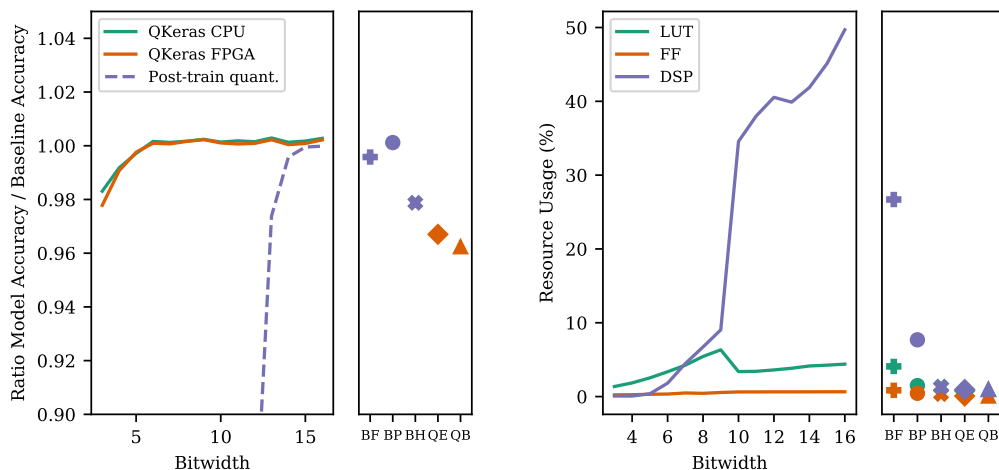 Ratio Model Accuracy / Baseline Accuracy
1.04
1.02
1.00
0.98
0.96
0.94
0.92
0.90
QKeras CPU
QKeras FPGA
Post-train quant.
5
10
15
Bitwidth
BF
BP
BH
QE
QB
Resource Usage (%)
50
40
30
20
10
0
LUT
FF
DSP
4
6
8
10
12
14
16
Bitwidth
BF
BP
BH
QE
QB